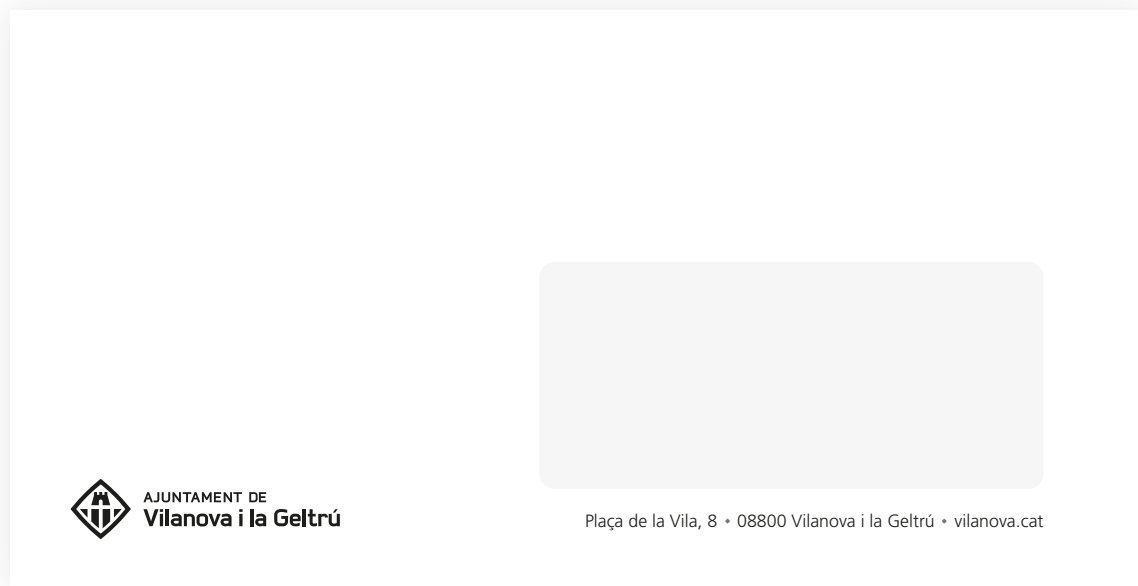 AJUNTAMENT DE
Vilanova i la Geltrú
Plaça de la Vila, 8 • 08800 Vilanova i la Geltrú • vilanova.cat